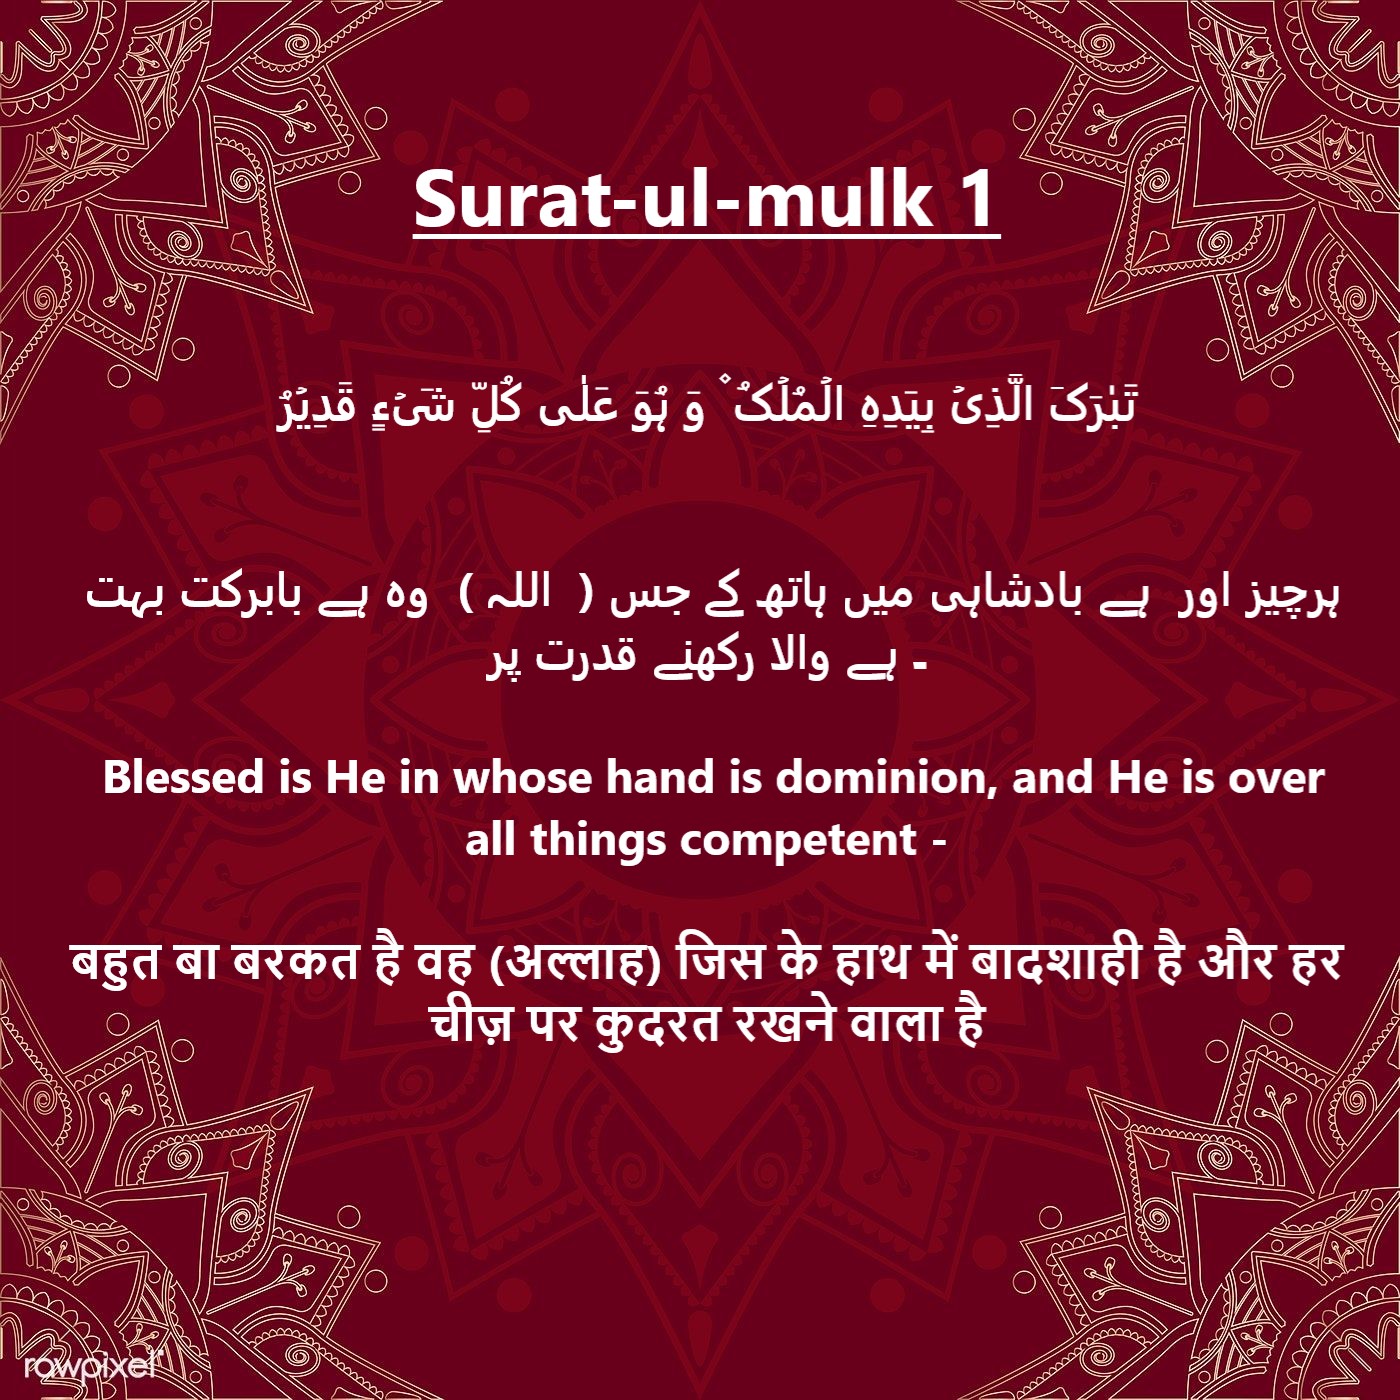 Surat-ul-mulk 1
تَبٰرَکَ الَّذِیۡ بِیَدِہِ الۡمُلۡکُ ۫ وَ ہُوَ عَلٰی کُلِّ شَیۡءٍ قَدِیۡرُۨ
ہرچیز اور ہے بادشاہی میں ہاتھ کے جس ( اللہ ) وہ ہے بابرکت بہت
۔ ہے والا رکھنے قدرت پر
Blessed is He in whose hand is dominion, and He is over
all things competent -
बहुत बा बरकत है वह (अल्लाह) जिस के हाथ में बादशाही है और हर
चीज़ पर कुदरत रखने वाला है
rawpixel